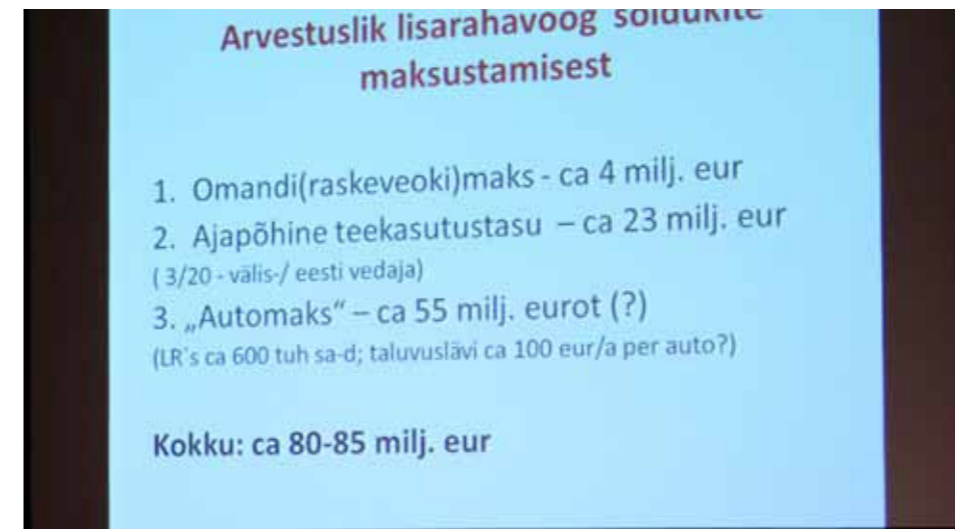 Arvestuslik lisarahavoog sõidukite
maksustamisest
1. Omandi(raskeveoki)maks - ca 4 milj. eur
2. Ajapõhine teekasutustasu – ca 23 milj. eur
( 3/20 - välis-/ eesti vedaja)
3. „Automaks“ – ca 55 milj. eurot (?)
(LR`s ca 600 tuh sa-d; taluvuslävi ca 100 eur/a per auto?)
Kokku: ca 80-85 milj. eur